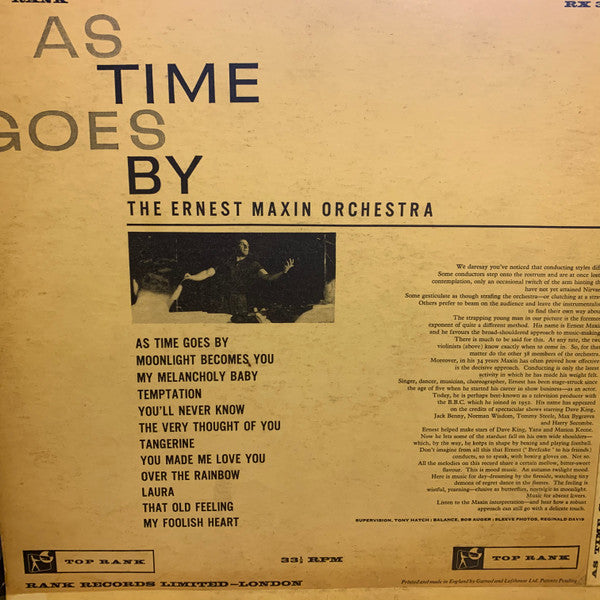 RANK
RX 3
AS
TIME
GOES
BY
THE ERNEST MAXIN ORCHESTRA
AS TIME GOES BY
MOONLIGHT BECOMES YOU
MY MELANCHOLY BABY
TEMPTATION
YOU'LL NEVER KNOW
THE VERY THOUGHT OF YOU
TANGERINE
YOU MADE ME LOVE YOU
OVER THE RAINBOW
LAURA
THAT OLD FEELING
MY FOOLISH HEART
We daresay you've noticed that conducting styles diff
Some conductors step onto the rostrum and are at once lost
contemplation, only an occasional twitch of the arm hinting th
have not yet attained Nirvan
Some gesticulate as though strafing the orchestra—or clutching at a straw
Others prefer to beam on the audience and leave the instrumentalis
to find their own way about
The strapping young man in our picture is the foremost
exponent of quite a different method. His name is Ernest Maxin
and he favours the broad-shouldered approach to music-making.
There is much to be said for this. At any rate, the two
violinists (above) know exactly when to come in. So, for that
matter do the other 38 members of the orchestra.
Moreover, in his 34 years Maxin has often proved how effective
is the decisive approach. Conducting is only the latest
activity in which he has made his weight felt.
Singer, dancer, musician, choreographer, Ernest has been stage-struck since
the age of five when he started his career in show business—as an actor.
Today, he is perhaps best-known as a television producer with
the B.B.C. which he joined in 1952. His name has appeared
on the credits of spectacular shows starring Dave King,
Jack Benny, Norman Wisdom, Tommy Steele, Max Bygraves
and Harry Secombe.
Ernest helped make stars of Dave King, Yana and Marion Keene.
Now he lets some of the stardust fall on his own wide shoulders—
which, by the way, he keeps in shape by boxing and playing football.
Don't imagine from all this that Ernest ('Beefcake' to his friends)
conducts, so to speak, with boxing gloves on. Not so.
All the melodies on this record share a certain mellow, bitter-sweet
flavour. This is mood music. An autumn twilight mood.
Here is music for day-dreaming by the fireside, watching tiny
demons of regret dance in the flames. The feeling is
wistful, yearning—elusive as butterflies, nostalgic as moonlight.
Music for absent lovers.
Listen to the Maxin interpretation—and hear how a robust
approach can still go with a delicate touch.
SUPERVISION, TONY HATCH: BALANCE, BOB AUGER: SLEEVE PHOTOS, REGINALD DAVIS
TOP RANK
33⅓ RPM
TOP RANK
RANK RECORDS LIMITED—LONDON
Printed and made in England by Garrod and Lofthouse Ltd. Patents Pending
AS TIME G